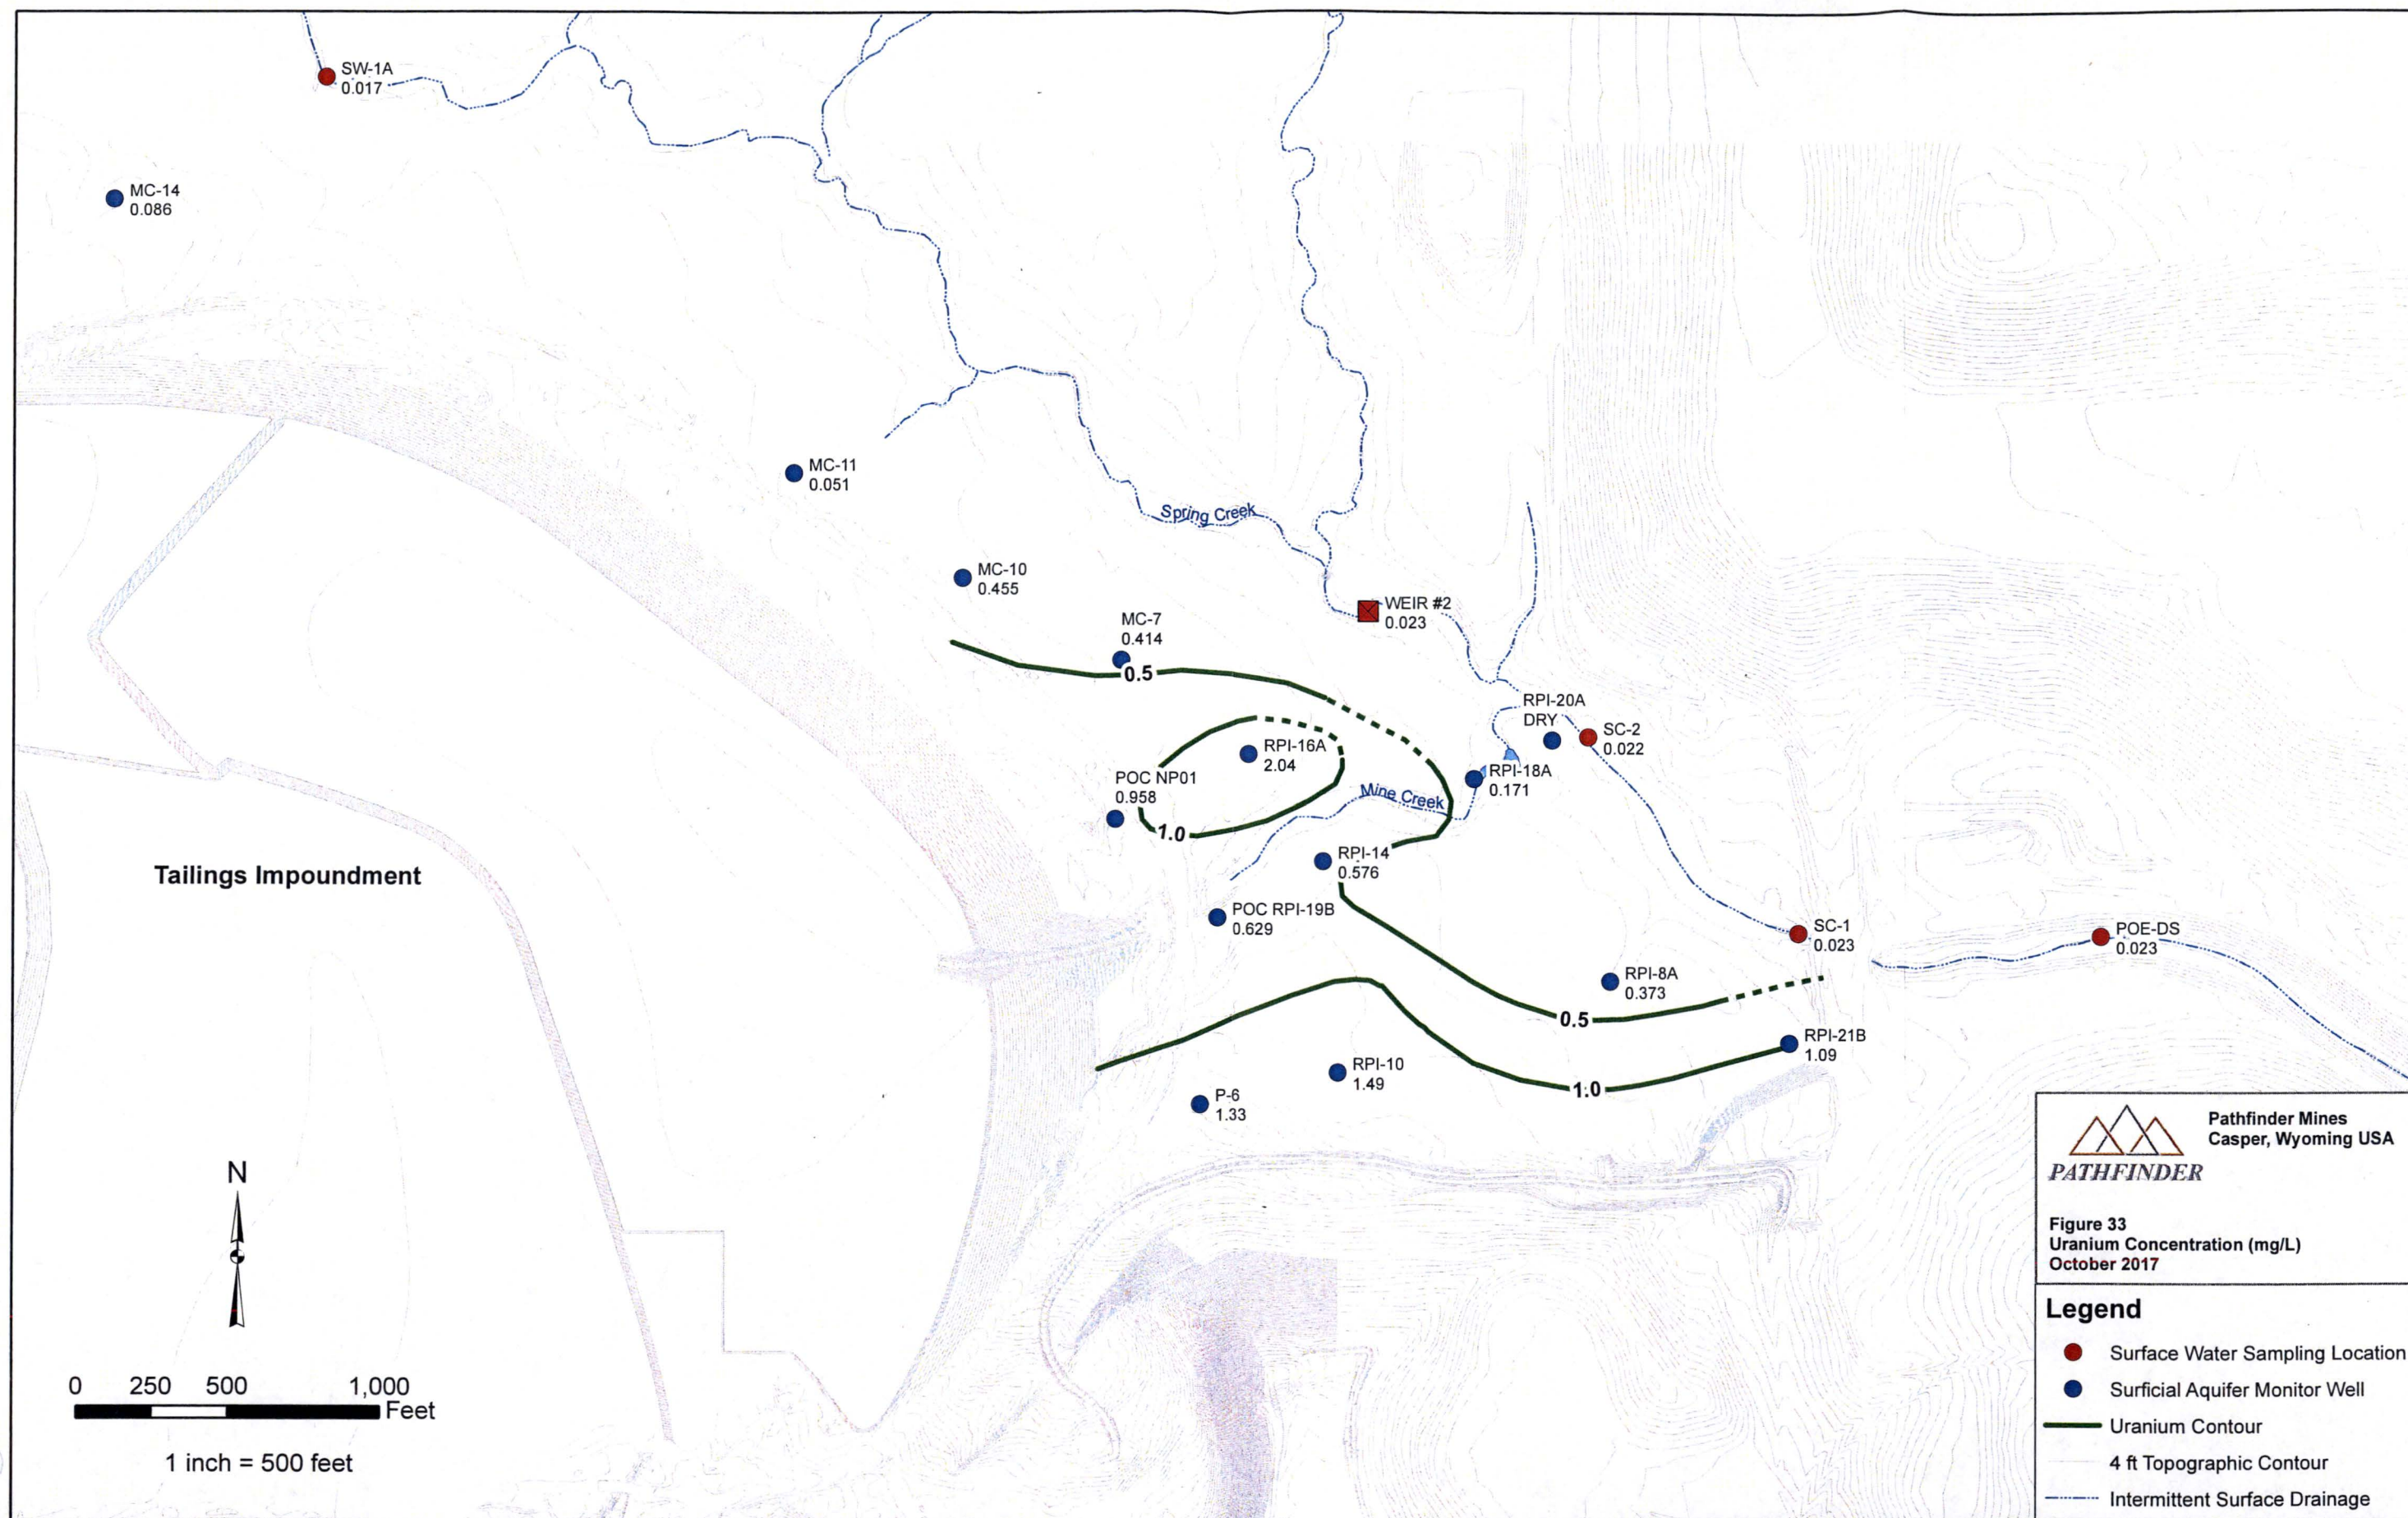 SW-1A
0.017
MC-14
0.086
MC-11
0.051
Spring Creek
MC-10
0.455
WEIR #2
0.023
MC-7
0.414
0.5
RPI-20A
DRY
SC-2
0.022
RPI-16A
2.04
RPI-18A
0.171
POC NP01
0.958
Mine Creek
1.0
RPI-14
0.576
Tailings Impoundment
POC RPI-19B
0.629
SC-1
0.023
POE-DS
0.023
RPI-8A
0.373
0.5
RPI-21B
1.09
RPI-10
1.49
1.0
P-6
1.33
N
0 250 500 1,000
Feet
1 inch = 500 feet
Pathfinder Mines
Casper, Wyoming USA
PATHFINDER
Figure 33
Uranium Concentration (mg/L)
October 2017
Legend
Surface Water Sampling Location
Surficial Aquifer Monitor Well
Uranium Contour
4 ft Topographic Contour
Intermittent Surface Drainage